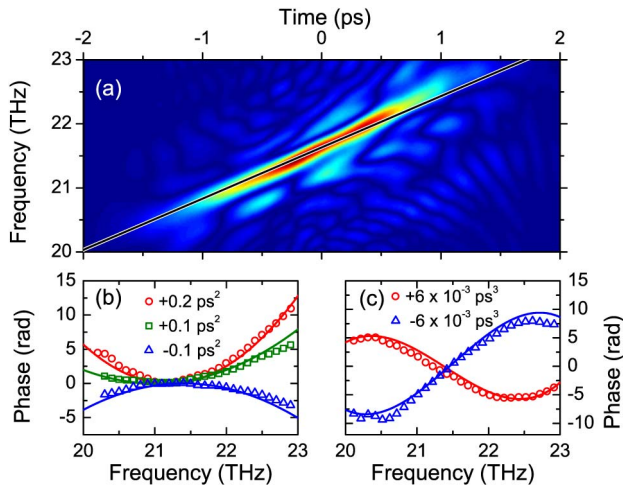 Time (ps)
-2 -1 0 1 2
Frequency (THz)
23
22
21
20
(a)
Phase (rad)
15
10
5
0
-5
(b)
+0.2 ps²
+0.1 ps²
-0.1 ps²
20 21 22 23
Frequency (THz)
(c)
+6 x 10⁻³ ps³
-6 x 10⁻³ ps³
20 21 22 23
Frequency (THz)
10
5
0
-5
-10
Phase (rad)